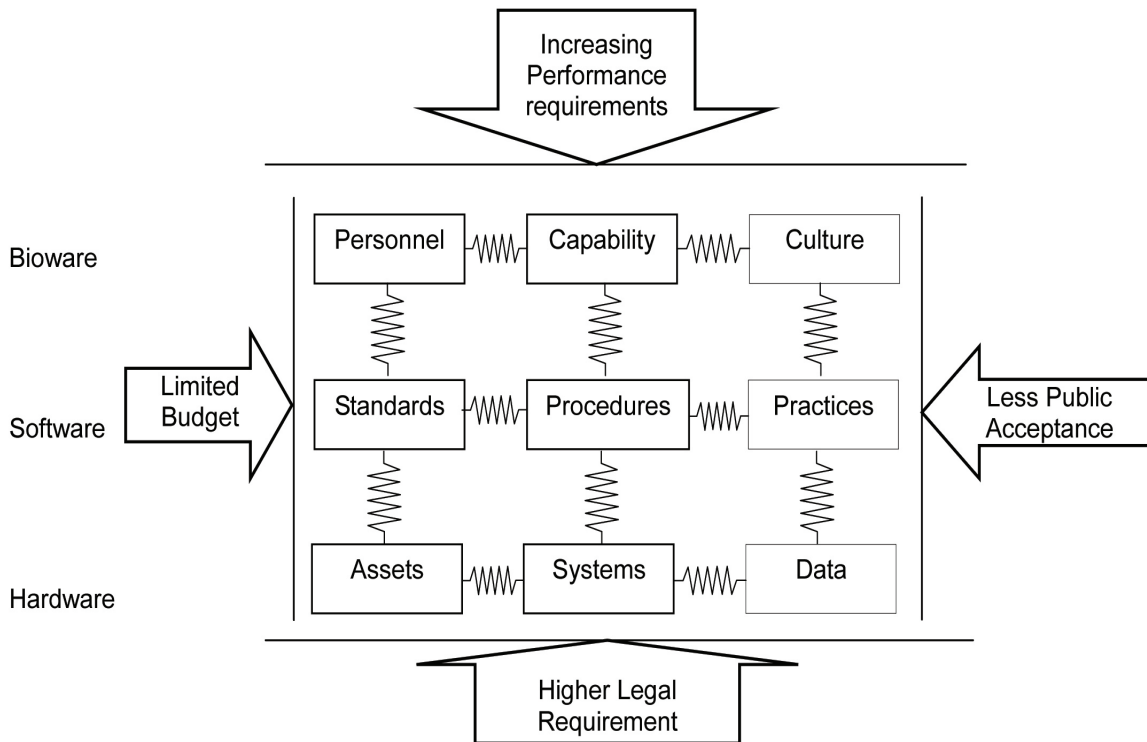 Increasing
Performance
requirements
Bioware
Personnel
Capability
Culture
Limited
Budget
Software
Standards
Procedures
Practices
Less Public
Acceptance
Hardware
Assets
Systems
Data
Higher Legal
Requirement